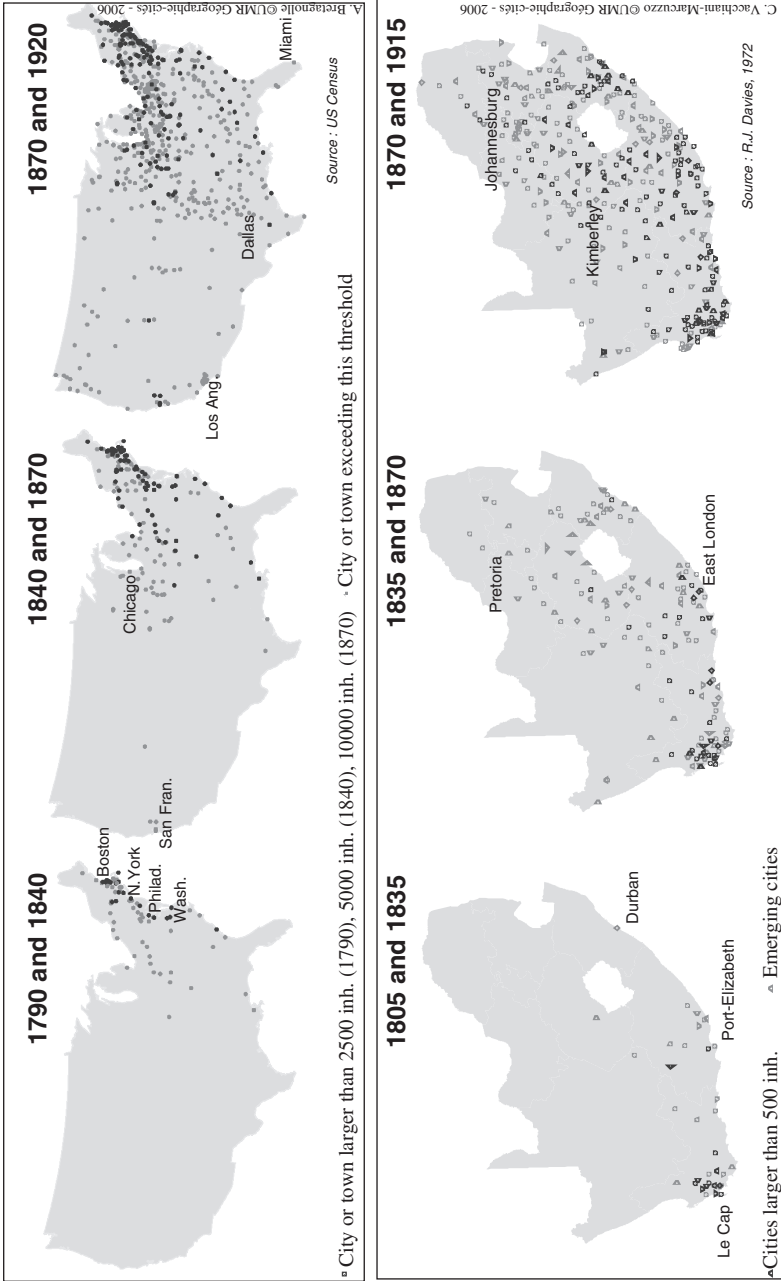 1790 and 1840
Boston
N.York
Philad.
Wash.
1840 and 1870
Chicago
San Fran.
1870 and 1920
Los Ang.
Dallas
Miami
Source : US Census
A. Bretagnolle ©UMR Géographie-cités - 2006
City or town larger than 2500 inh. (1790), 5000 inh. (1840), 10000 inh. (1870) City or town exceeding this threshold
1805 and 1835
Durban
Port-Elizabeth
Le Cap
1835 and 1870
Pretoria
East London
1870 and 1915
Johannesburg
Kimberley
Source : R.J. Davies, 1972
C. Vacchiani-Marcuzzo ©UMR Géographie-cités - 2006
Cities larger than 500 inh. Emerging cities